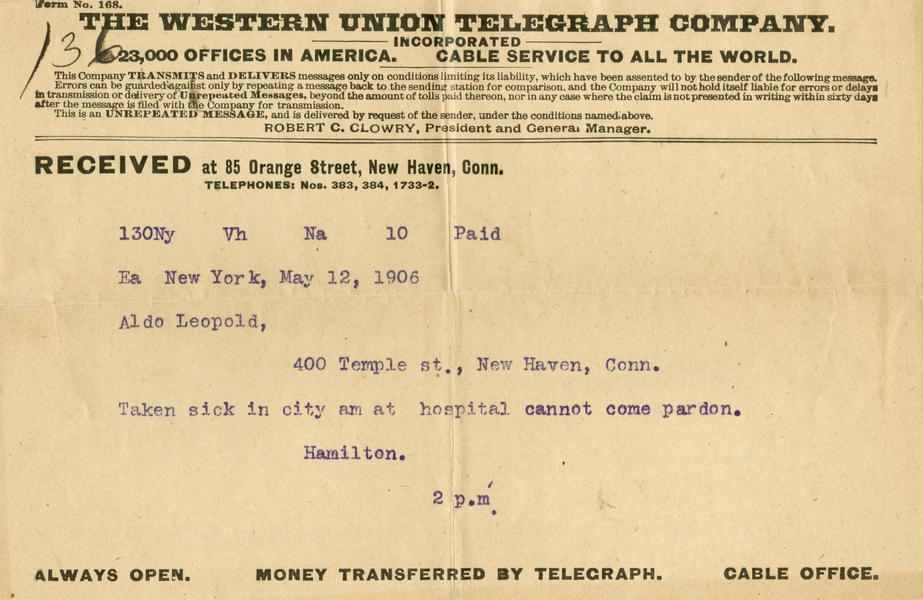 Form No. 168.
THE WESTERN UNION TELEGRAPH COMPANY.
INCORPORATED
23,000 OFFICES IN AMERICA. CABLE SERVICE TO ALL THE WORLD.
This Company TRANSMITS and DELIVERS messages only on conditions limiting its liability, which have been assented to by the sender of the following message.
Errors can be guarded against only by repeating a message back to the sending station for comparison, and the Company will not hold itself liable for errors or delays
in transmission or delivery of Unrepeated Messages, beyond the amount of tolls paid thereon, nor in any case where the claim is not presented in writing within sixty days
after the message is filed with the Company for transmission.
This is an UNREPEATED MESSAGE, and is delivered by request of the sender, under the conditions named above.
ROBERT C. CLOWRY, President and General Manager.
RECEIVED at 85 Orange Street, New Haven, Conn.
TELEPHONES: Nos. 383, 384, 1733-2.
130Ny Vh Na 10 Paid
Ea New York, May 12, 1906
Aldo Leopold,
400 Temple st., New Haven, Conn.
Taken sick in city am at hospital cannot come pardon.
Hamilton.
2 p.m.
ALWAYS OPEN. MONEY TRANSFERRED BY TELEGRAPH. CABLE OFFICE.